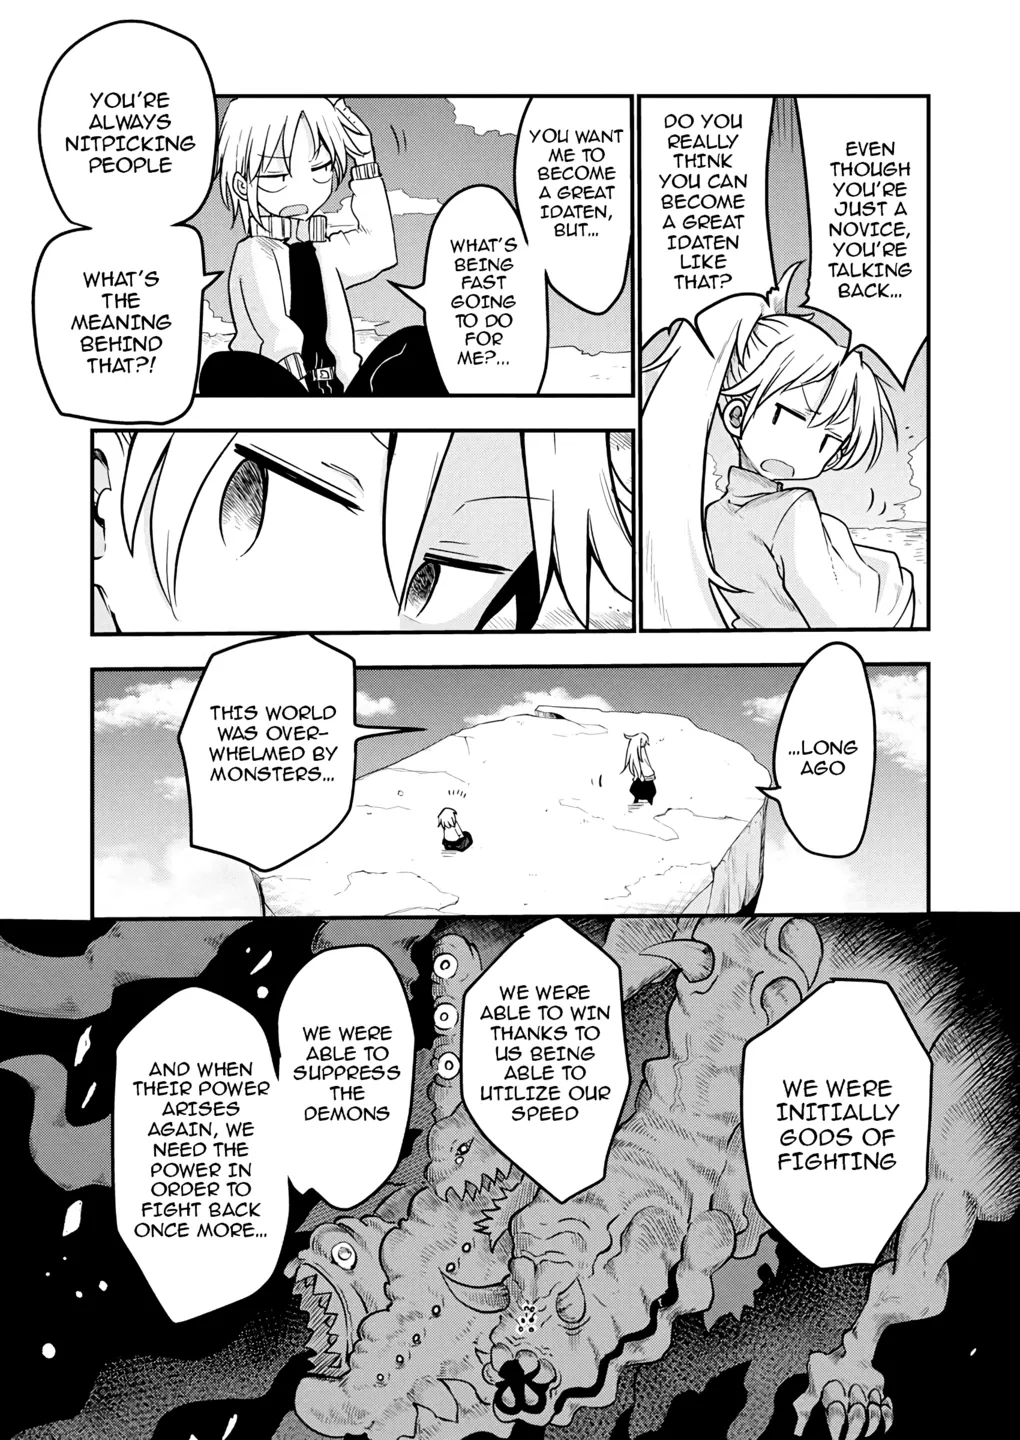 EVEN
THOUGH
YOU'RE
JUST A
NOVICE,
YOU'RE
TALKING
BACK...
DO YOU
REALLY
THINK
YOU CAN
BECOME
A GREAT
IDATEN
LIKE
THAT?
YOU WANT
ME TO
BECOME
A GREAT
IDATEN,
BUT...
WHAT'S
BEING
FAST
GOING
TO DO
FOR
ME?...
YOU'RE
ALWAYS
NITPICKING
PEOPLE
WHAT'S
THE
MEANING
BEHIND
THAT?!
...LONG
AGO
THIS WORLD
WAS OVER-
WHELMED BY
MONSTERS...
WE WERE
INITIALLY
GODS OF
FIGHTING
WE WERE
ABLE TO WIN
THANKS TO
US BEING
ABLE TO
UTILIZE OUR
SPEED
WE WERE
ABLE TO
SUPPRESS
THE
DEMONS
AND WHEN
THEIR POWER
ARISES
AGAIN, WE
NEED THE
POWER IN
ORDER TO
FIGHT BACK
ONCE MORE...